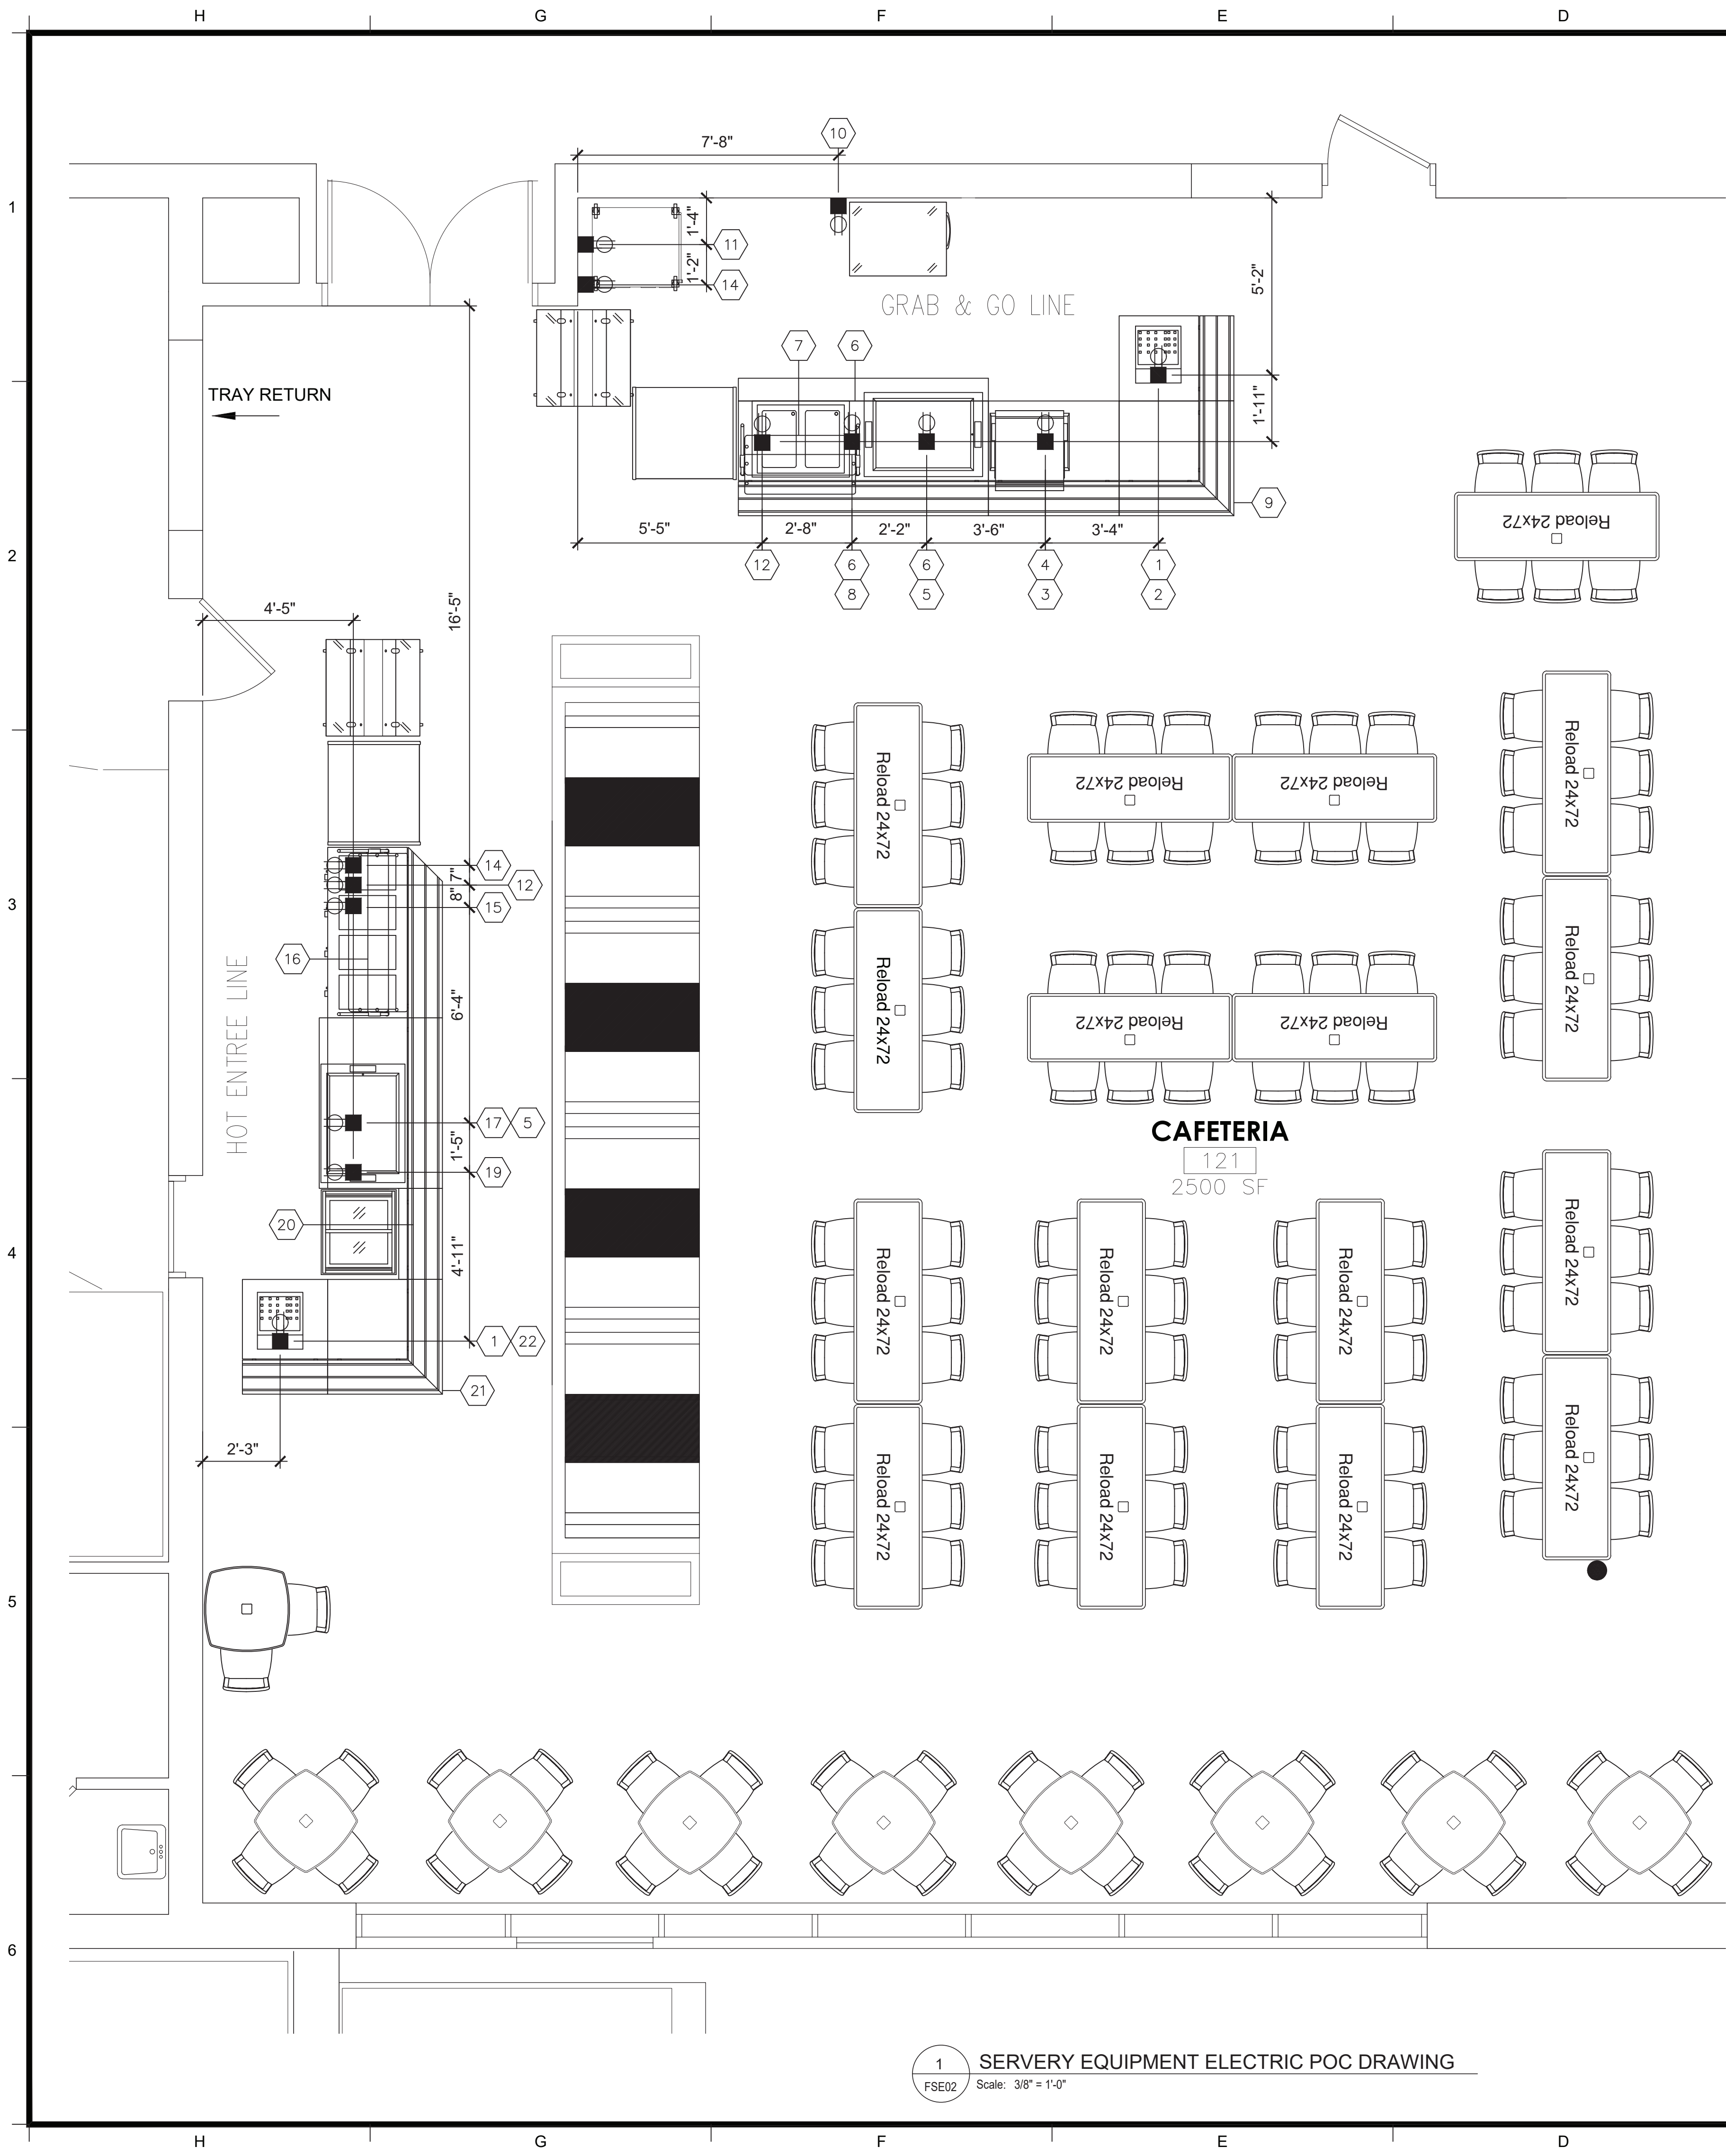 H G F E D
7'-8"
10
1
1'-4"
11
1'-2"
14
5'-2"
GRAB & GO LINE
7
6
TRAY RETURN
1'-11"
9
Reload 24x72
5'-5" 2'-8" 2'-2" 3'-6" 3'-4"
2
12 6 6 4 1
8 5 3 2
16'-5"
4'-5"
Reload 24x72
Reload 24x72
Reload 24x72 Reload 24x72
14
7"
12
8"
15
3
16
HOT ENTREE LINE
6'-4"
Reload 24x72
Reload 24x72
Reload 24x72 Reload 24x72
17 5
1'-5"
19
CAFETERIA
121
2500 SF
20
4
4'-11"
Reload 24x72
Reload 24x72
Reload 24x72
Reload 24x72
1 22
21
2'-3"
Reload 24x72
Reload 24x72
Reload 24x72
Reload 24x72
5
6
1
FSE02
SERVERY EQUIPMENT ELECTRIC POC DRAWING
Scale: 3/8" = 1'-0"
H G F E D